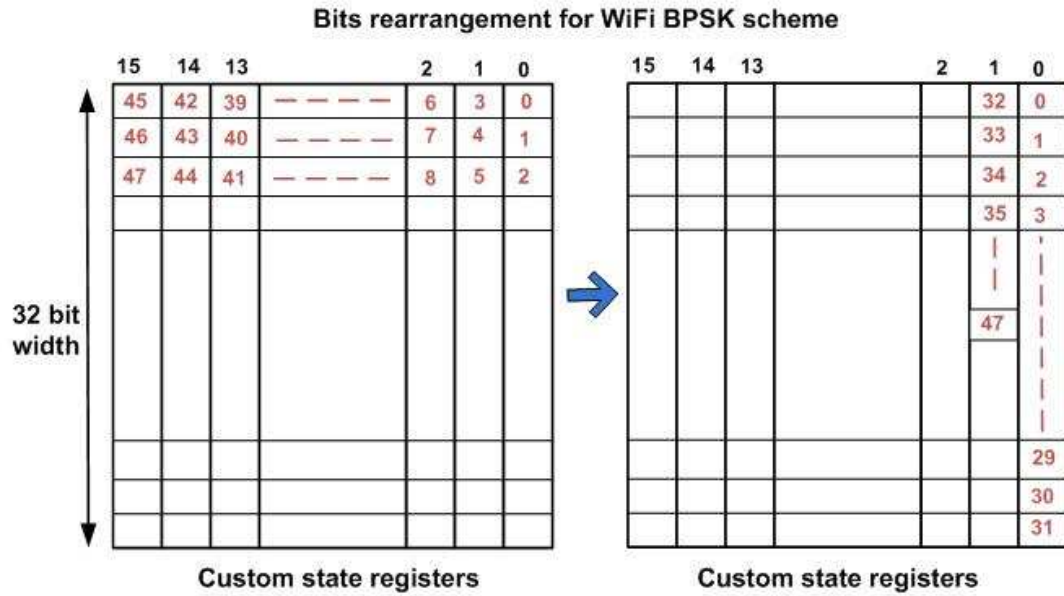 Bits rearrangement for WiFi BPSK scheme
15 14 13 2 1 0 15 14 13 2 1 0
45 42 39 6 3 0 32 0
46 43 40 7 4 1 33 1
47 44 41 8 5 2 34 2
35 3
32 bit
width
47
29
30
31
Custom state registers Custom state registers